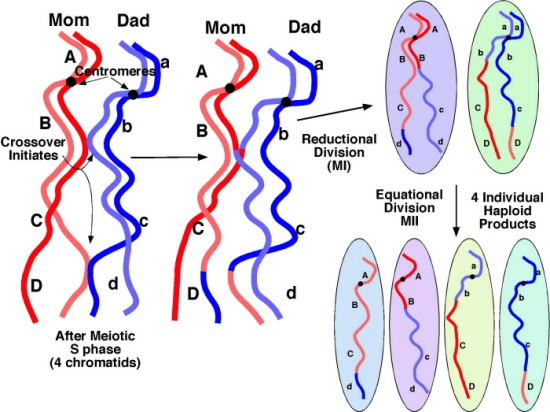 Mom Dad
A
a
Centromeres
B
b
Crossover
Initiates
C
c
D
d
After Meiotic
S phase
(4 chromatids)
Mom Dad
A
a
B
b
C
c
D
d
Reductional
Division
(MI)
A A
B B
C c
d d
a a
b b
C c
D D
Equational
Division
MII
4 Individual
Haploid
Products
A
B
C
d
A
B
c
d
a
b
C
D
a
b
c
D